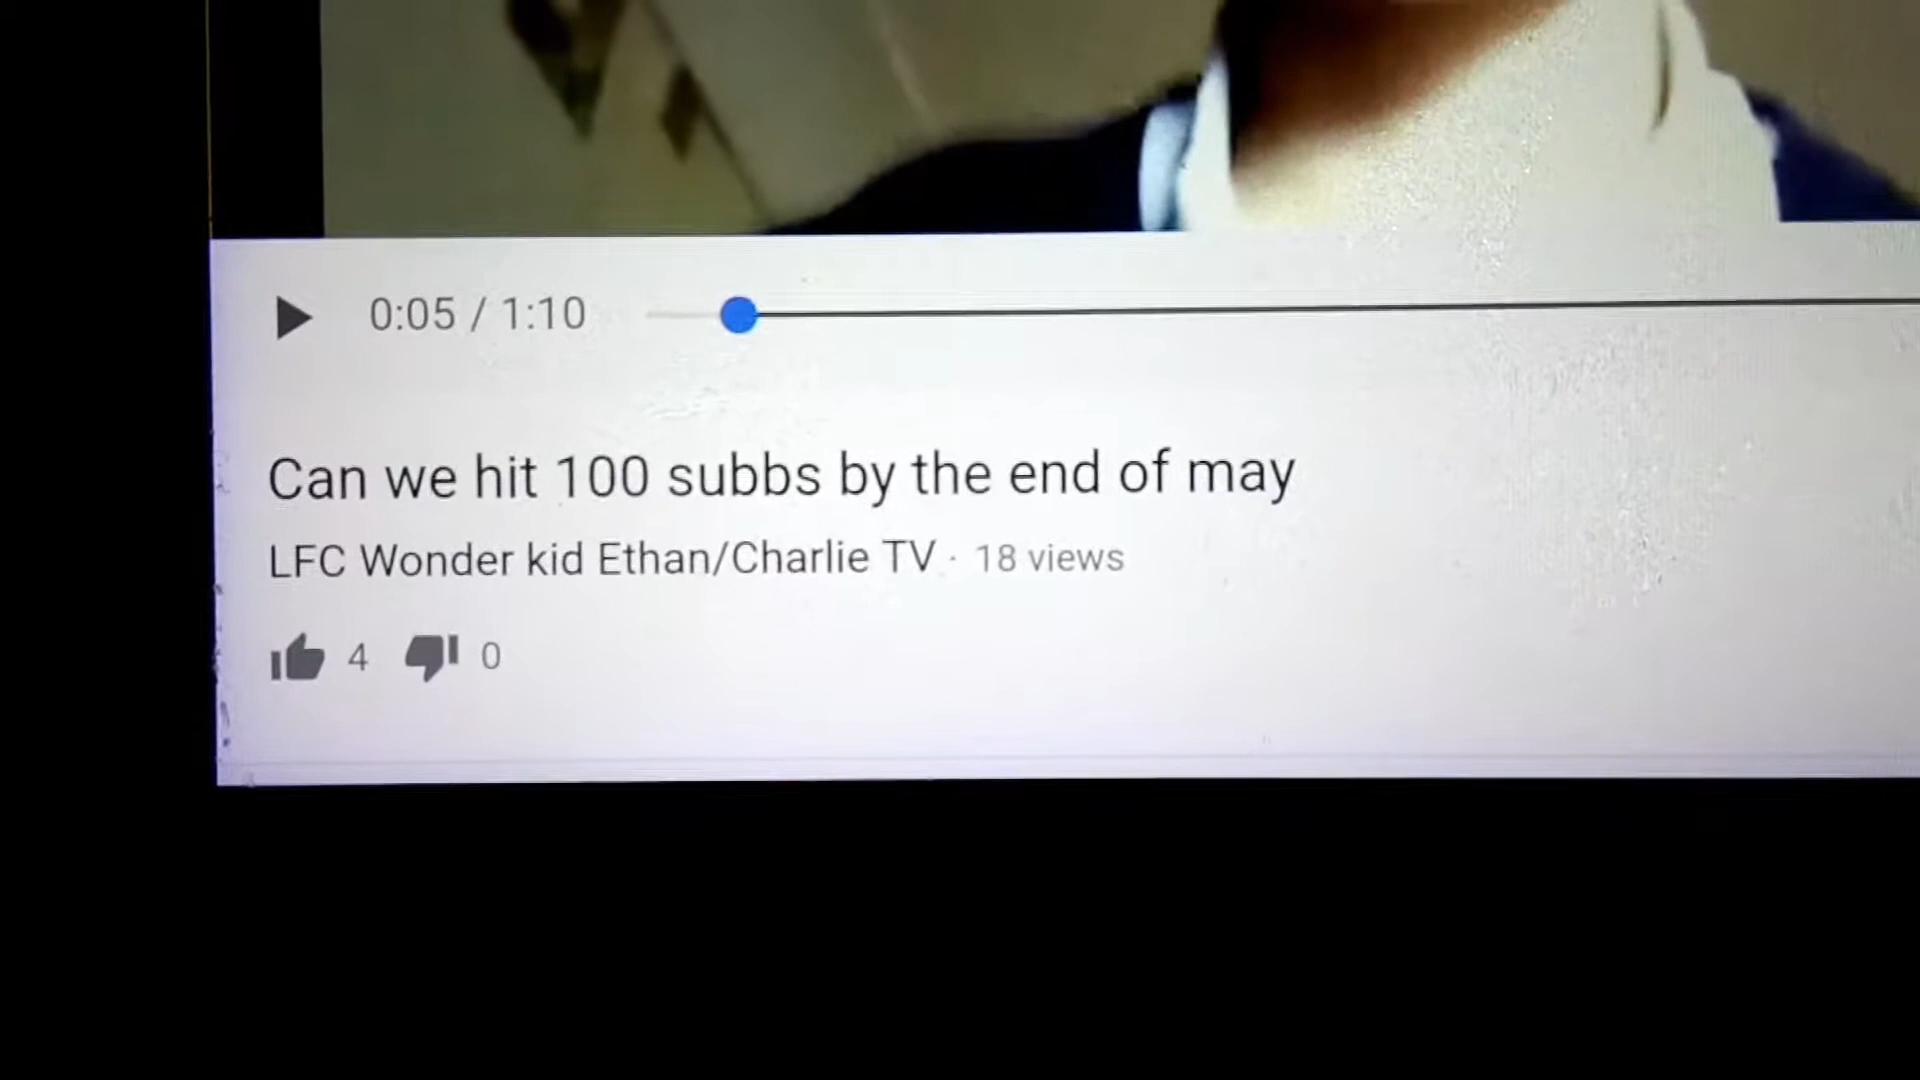 0:05 / 1:10
Can we hit 100 subbs by the end of may
LFC Wonder kid Ethan/Charlie TV · 18 views
4 0